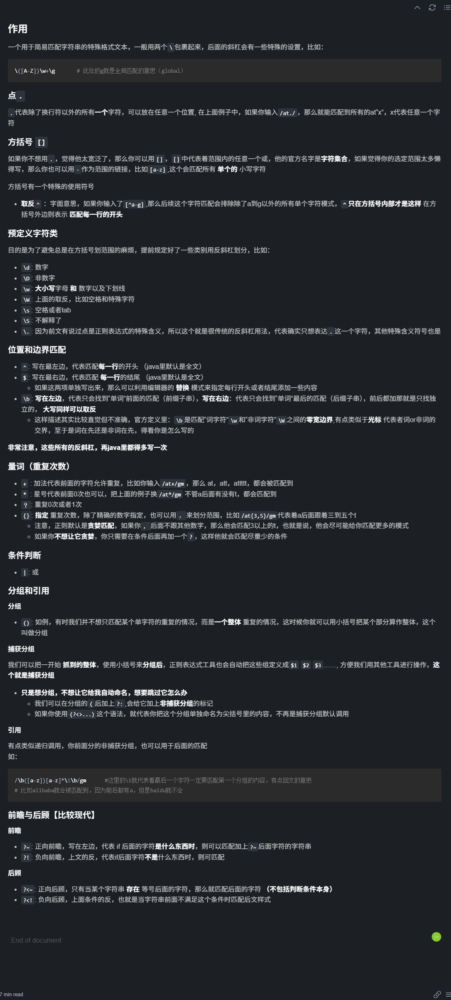 作用
一个用于简易匹配字符串的特殊格式文本，一般用两个\包裹起来，后面的斜杠会有一些特殊的设置，比如：
\([A-Z])\w+\g # 此处的g就是全局匹配的意思（global）
点.
.代表除了换行符以外的所有一个字符，可以放在任意一个位置, 在上面例子中，如果你输入/at./，那么就能匹配到所有的at“x”，x代表任意一个字
符
方括号 []
如果你不想用.，觉得他太宽泛了，那么你可以用[]，[]中代表着范围内的任意一个或，他的官方名字是字符集合，如果觉得你的选定范围太多懒
得写，那么你也可以用-作为范围的链接，比如[a-z],这个会匹配所有 单个的 小写字符
方括号有一个特殊的使用符号
• 取反^ ：字面意思，如果你输入了[^a-g],那么后续这个字符匹配会排除除了a到g以外的所有单个字符模式，^只在方括号内部才是这样 在方
括号外边则表示 匹配每一行的开头
预定义字符类
目的是为了避免总是在方括号划范围的麻烦，提前规定好了一些类别用反斜杠划分，比如：
• \d: 数字
• \D: 非数字
• \w: 大小写字母 和 数字以及下划线
• \W: 上面的取反，比如空格和特殊字符
• \s: 空格或者tab
• \S: 不解释了
• \.: 因为前文有说过点是正则表达式的特殊含义，所以这个就是很传统的反斜杠用法，代表确实只想表达.这一个字符，其他特殊含义符号也是
位置和边界匹配
• ^: 写在最左边，代表匹配每一行的开头 （java里默认是全文）
• $: 写在最右边，代表匹配 每一行的结尾 （java里默认是全文）
◦ 如果这两项单独写出来，那么可以利用编辑器的 替换 模式来指定每行开头或者结尾添加一些内容
• \b: 写在左边，代表只会找到“单词”前面的匹配（前缀子串），写在右边：代表只会找到“单词”最后的匹配（后缀子串），前后都加那就是只找独
立的， 大写同样可以取反
◦ 这样描述其实比较直觉但不准确，官方定义里：\b是匹配“词字符”\w和“非词字符”\W之间的零宽边界,有点类似于光标 代表者词or非词的
交界，至于是词在先还是非词在先，得看你是怎么写的
非常注意，这些所有的反斜杠，再java里都得多写一次
量词（重复次数）
• + : 加法代表前面的字符允许重复，比如你输入/at+/gm，那么 at，att，attttt，都会被匹配到
• * : 星号代表前面0次也可以，把上面的例子换/at*/gm 不管a后面有没有t，都会匹配到
• ？: 重复0次或者1次
• {}: 指定 重复次数，除了精确的数字指定，也可以用，来划分范围，比如/at{3,5}/gm代表着a后面跟着三到五个t
◦ 注意，正则默认是贪婪匹配，如果你，后面不跟其他数字，那么他会匹配3以上的t，也就是说，他会尽可能给你匹配更多的模式
◦ 如果你不想让它贪婪，你只需要在条件后面再加一个?，这样他就会匹配尽量少的条件
条件判断
• |: 或
分组和引用
分组
• (): 如例，有时我们并不想只匹配某个单字符的重复的情况，而是一个整体 重复的情况，这时候你就可以用小括号把某个部分算作整体，这个
叫做分组
捕获分组
我们可以把一开始 抓到的整体，使用小括号来分组后，正则表达式工具也会自动把这些组定义成$1 $2 $3……, 方便我们用其他工具进行操作，这
个就是捕获分组
• 只是想分组，不想让它给我自动命名，想要跳过它怎么办
◦ 我们可以在分组的(后加上?:,会给它加上非捕获分组的标记
◦ 如果你使用(?<>...)这个语法，就代表你把这个分组单独命名为尖括号里的内容，不再是捕获分组默认调用
引用
有点类似递归调用，你前面分的非捕获分组，也可以用于后面的匹配
如：
/\b([a-z])[a-z]*\1\b/gm #这里的\1就代表着最后一个字符一定要匹配第一个分组的内容，有点回文的意思
# 比如alibaba就会被匹配到，因为前后都有a，但是baidu就不会
前瞻与后顾【比较现代】
前瞻
• ?=: 正向前瞻，写在左边，代表 if 后面的字符是什么东西时，则可以匹配加上?=后面字符的字符串
• ?!: 负向前瞻，上文的反，代表if后面字符不是什么东西时，则可匹配
后顾
• ?<=: 正向后顾，只有当某个字符串 存在 等号后面的字符，那么就匹配后面的字符 （不包括判断条件本身）
• ?<!: 负向后顾，上面条件的反，也就是当字符串前面不满足这个条件时匹配后文样式
End of document
7 min read